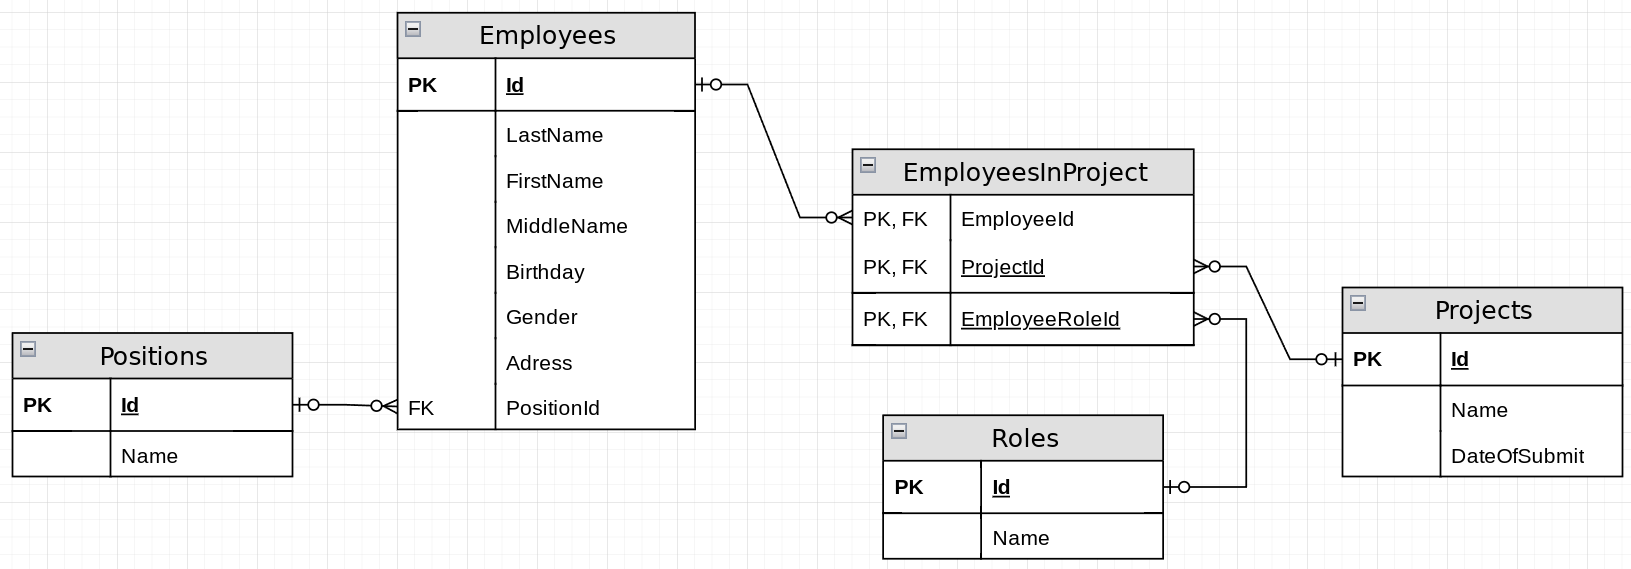 Employees
PK Id
LastName
FirstName
MiddleName
Birthday
Gender
Adress
FK PositionId
Positions
PK Id
Name
EmployeesInProject
PK, FK EmployeeId
PK, FK ProjectId
PK, FK EmployeeRoleId
Roles
PK Id
Name
Projects
PK Id
Name
DateOfSubmit